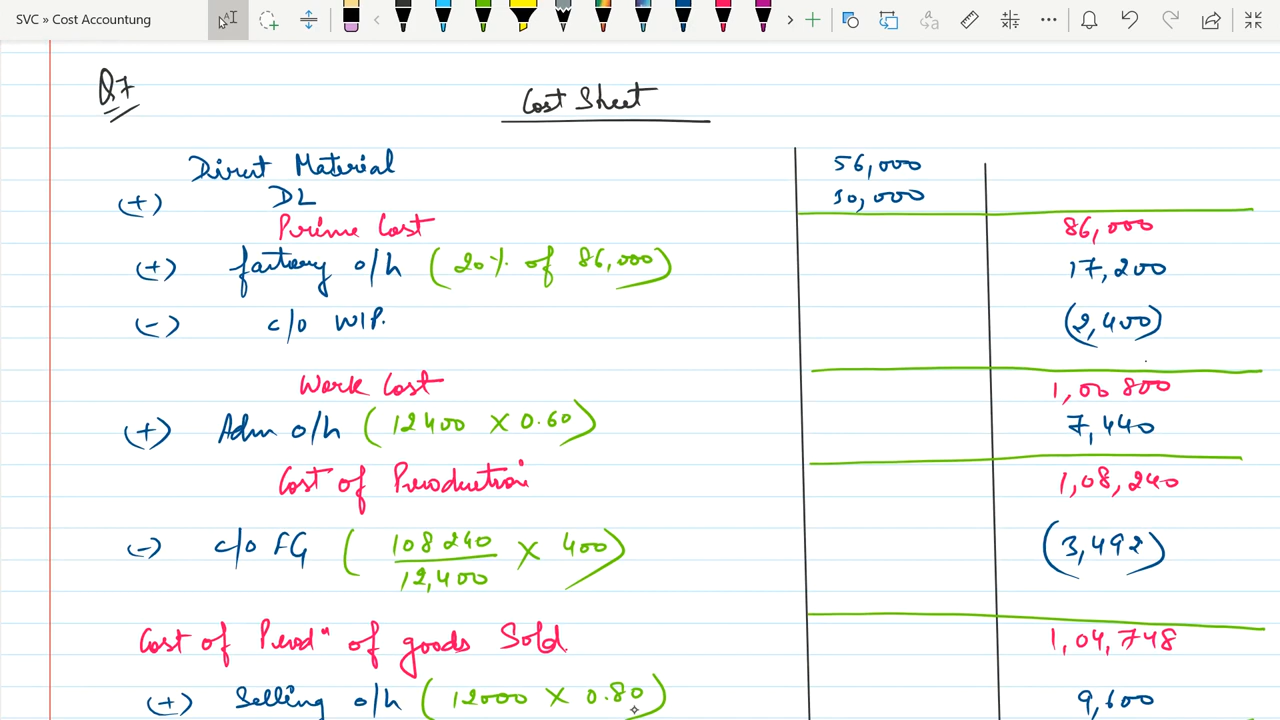 SVC » Cost Accountung
Q7
Cost Sheet
Direct Material 56,000
(+) DL 30,000
Prime Cost 86,000
(+) factory o/h (20% of 86,000) 17,200
(-) c/o WIP. (2,400)
Work Cost 1,00 800
(+) Adm o/h (12400 × 0.60) 7,440
Cost of Production 1,08,240
(-) c/o FG (108240/12,400 × 400) (3,492)
Cost of Prodn of goods Sold 1,04,748
(+) Selling o/h (12000 × 0.80) 9,600